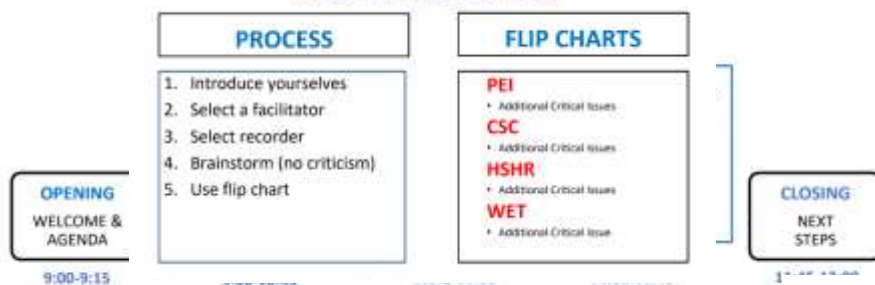 PROCESS
1. Introduce yourselves
2. Select a facilitator
3. Select recorder
4. Brainstorm (no criticism)
5. Use flip chart
FLIP CHARTS
PEI
• Additional Critical Issues
CSC
• Additional Critical Issues
HSHR
• Additional Critical Issues
WET
• Additional Critical Issue
OPENING
WELCOME &
AGENDA
9:00-9:15
CLOSING
NEXT
STEPS